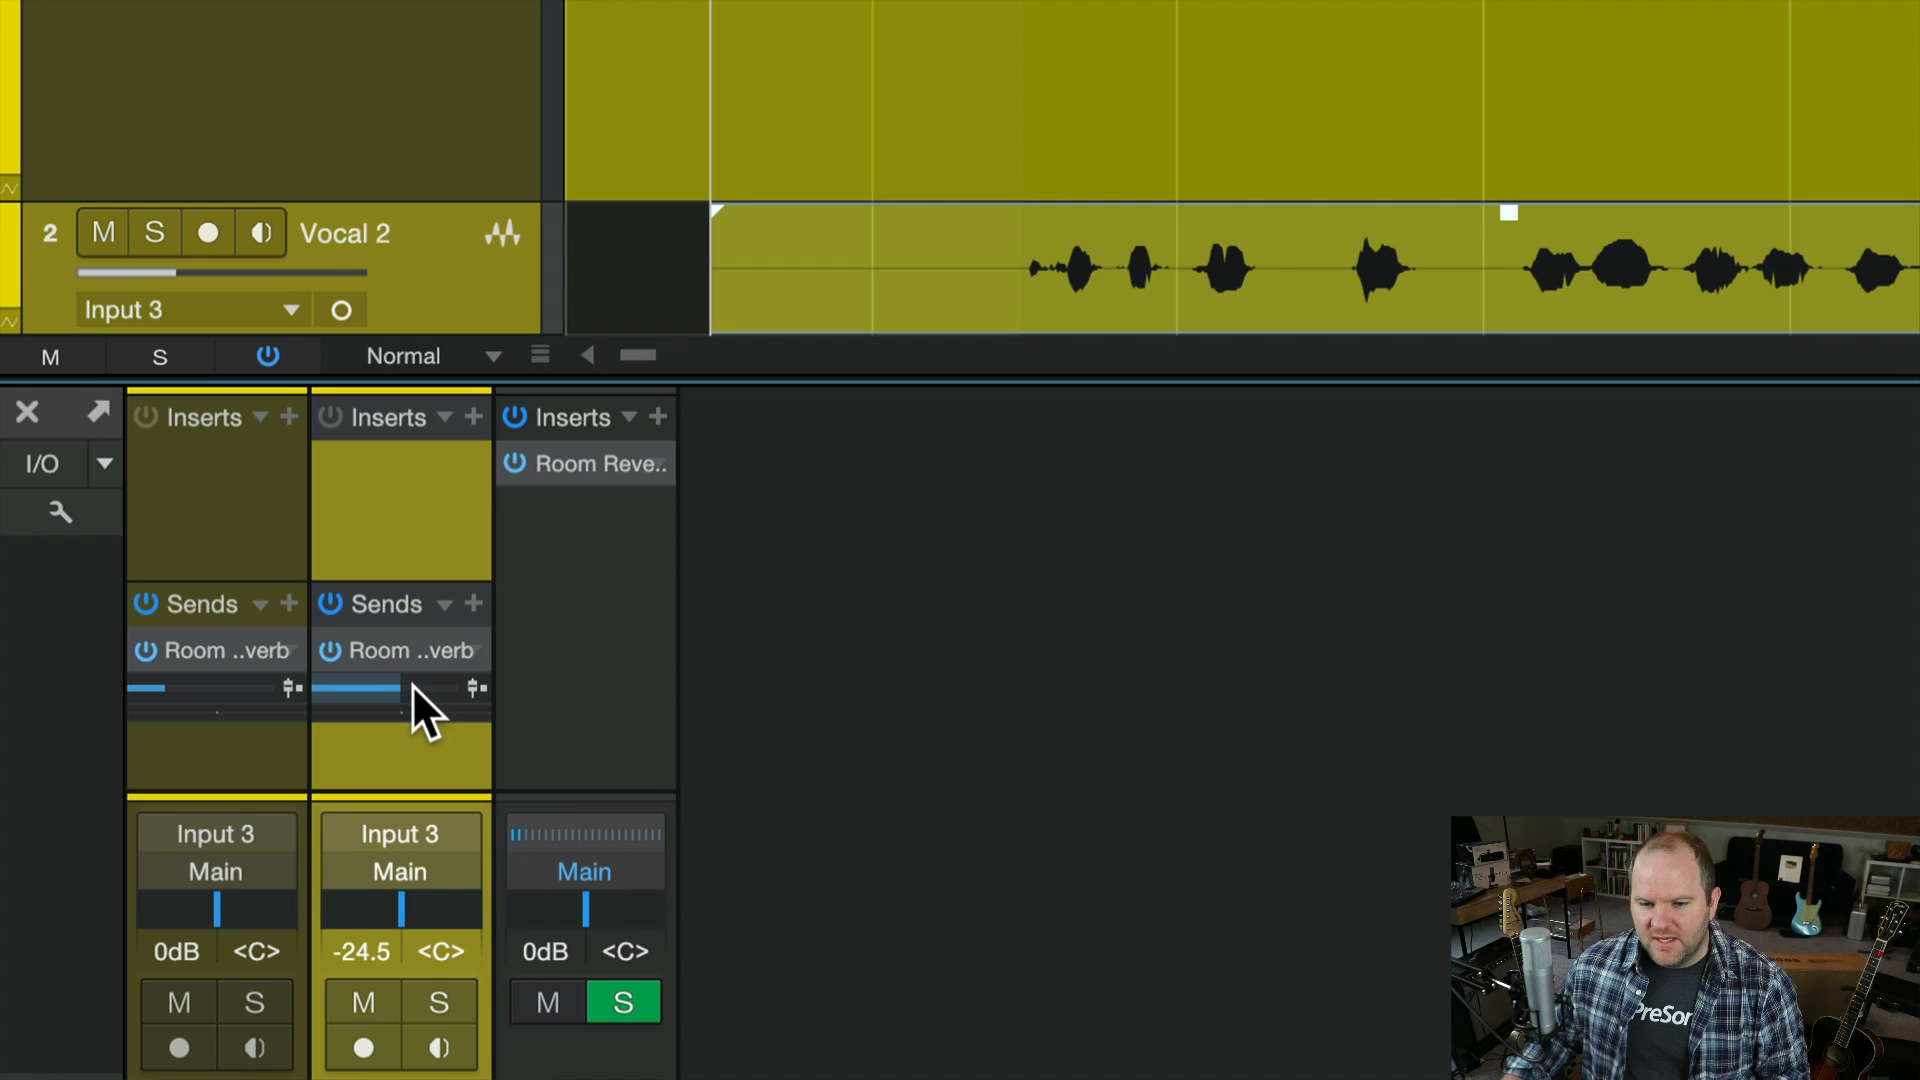 2 M S Vocal 2
Input 3
M S Normal
Inserts Inserts Inserts
I/O Room Reve..
Sends Sends
Room ..verb Room ..verb
Input 3 Input 3
Main Main Main
0dB <C> -24.5 <C> 0dB <C>
M S M S M S
PreSon